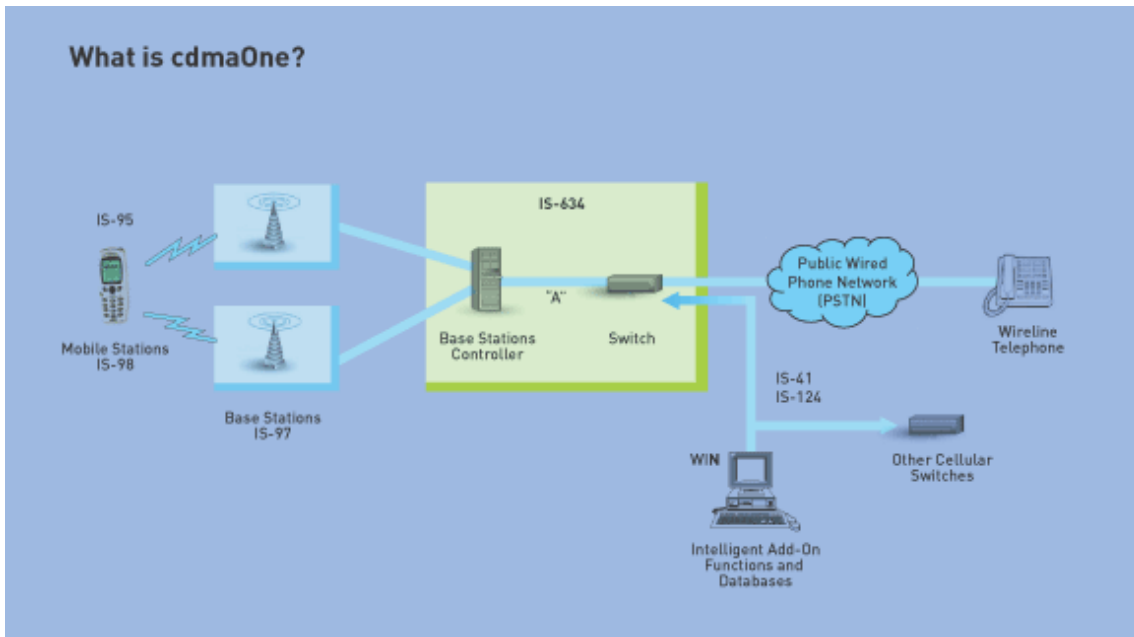 What is cdmaOne?
IS-95
Mobile Stations
IS-98
Base Stations
IS-97
IS-634
Base Stations
Controller
"A"
Switch
Public Wired
Phone Network
(PSTN)
Wireline
Telephone
IS-41
IS-124
WIN
Other Cellular
Switches
Intelligent Add-On
Functions and
Databases